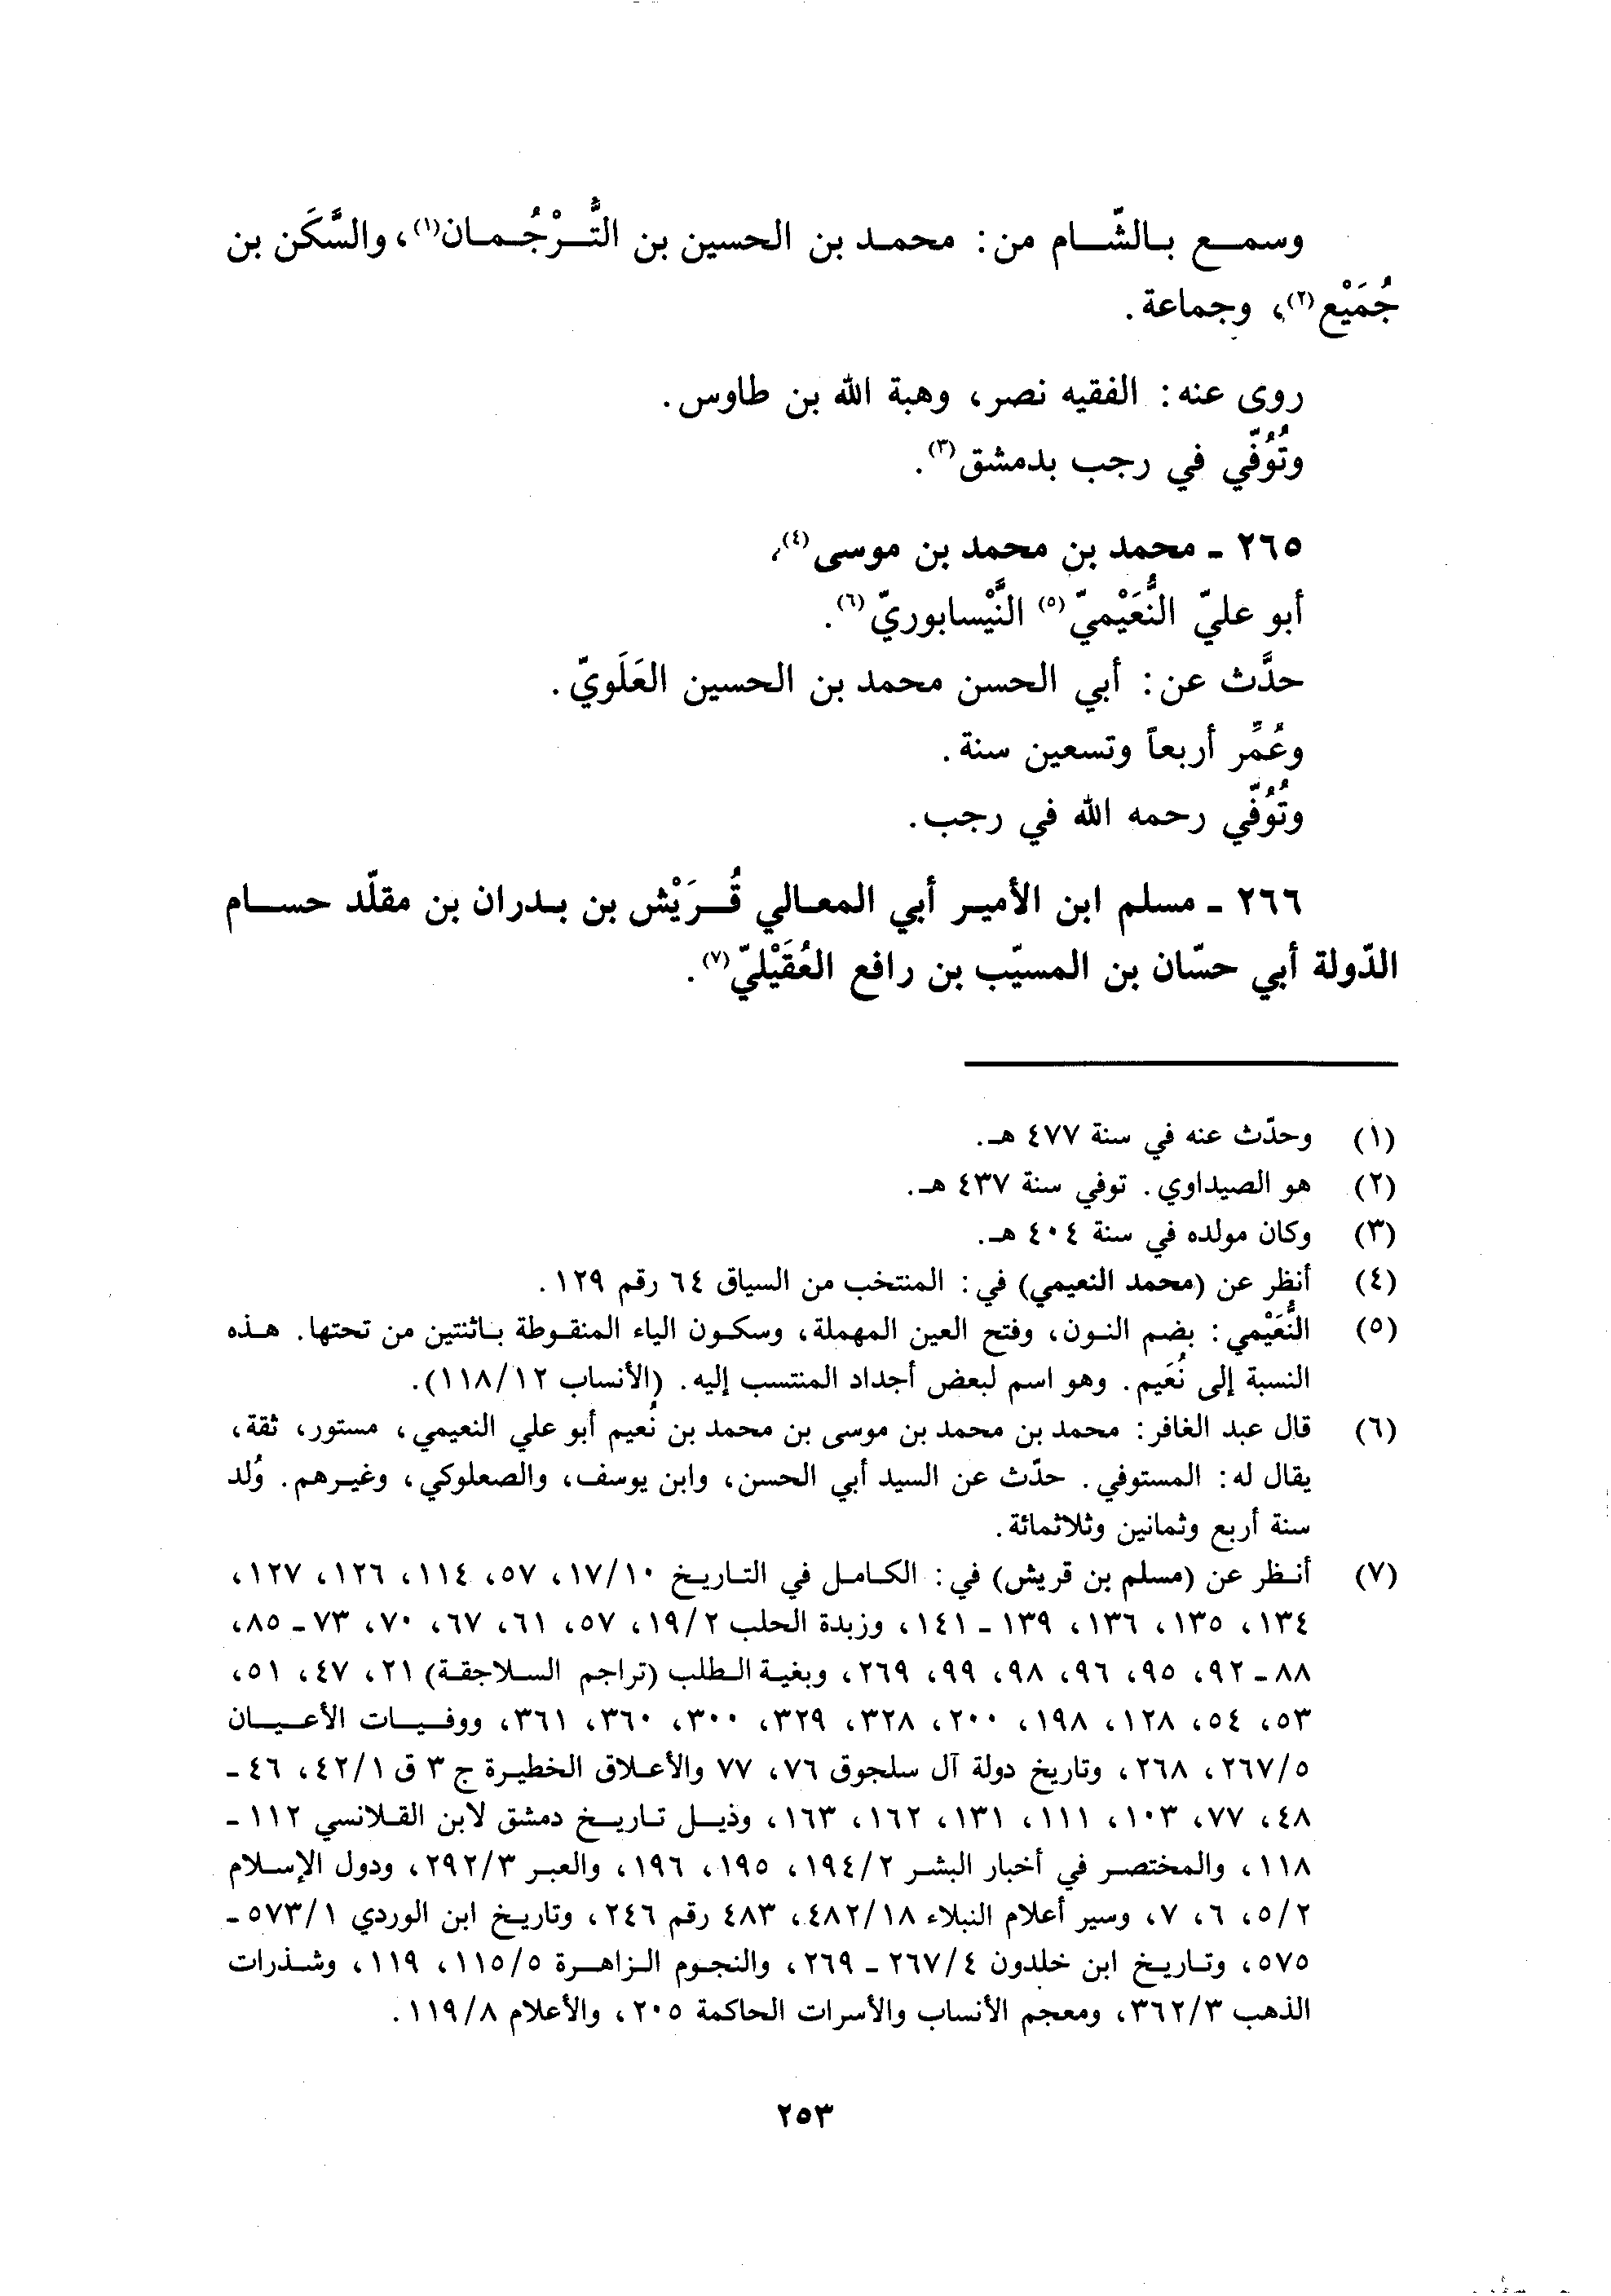 وسمع بالشّام من: محمد بن الحسين بن التُّرْجُمان(١)، والسَّكَن بن
جُمَيْع(٢)، وجماعة.
روى عنه: الفقيه نصر، وهبة الله بن طاوس.
وتُوُفّي في رجب بدمشق(٣).
٢٦٥ ـ محمد بن محمد بن موسى(٤)،
أبو عليّ النُّعَيْميّ(٥) النَّيْسابوريّ(٦).
حدَّث عن: أبي الحسن محمد بن الحسين العَلَويّ.
وعُمِّر أربعاً وتسعين سنة.
وتُوُفّي رحمه الله في رجب.
٢٦٦ ـ مسلم ابن الأمير أبي المعالي قُرَيْش بن بدران بن مقلّد حسام
الدّولة أبي حسّان بن المسيّب بن رافع العُقَيْليّ(٧).
(١) وحدّث عنه في سنة ٤٧٧ هـ.
(٢) هو الصيداوي. توفي سنة ٤٣٧ هـ.
(٣) وكان مولده في سنة ٤٠٤ هـ.
(٤) أنظر عن (محمد النعيمي) في: المنتخب من السياق ٦٤ رقم ١٢٩.
(٥) النُّعَيْمي: بضم النون، وفتح العين المهملة، وسكون الياء المنقوطة باثنتين من تحتها. هذه
النسبة إلى نُعَيم. وهو اسم لبعض أجداد المنتسب إليه. (الأنساب ١١٨/١٢).
(٦) قال عبد الغافر: محمد بن محمد بن موسى بن محمد بن نُعيم أبو علي النعيمي، مستور، ثقة،
يقال له: المستوفي. حدّث عن السيد أبي الحسن، وابن يوسف، والصعلوكي، وغيرهم. وُلد
سنة أربع وثمانين وثلاثمائة.
(٧) أنظر عن (مسلم بن قريش) في: الكامل في التاريخ ١٧/١٠، ٥٧، ١١٤، ١٢٦، ١٢٧،
١٣٤، ١٣٥، ١٣٦، ١٣٩ ـ ١٤١، وزبدة الحلب ١٩/٢، ٥٧، ٦١، ٦٧، ٧٠، ٧٣ ـ ٨٥،
٨٨ ـ ٩٢، ٩٥، ٩٦، ٩٨، ٩٩، ٢٦٩، وبغية الطلب (تراجم السلاجقة) ٢١، ٤٧، ٥١،
٥٣، ٥٤، ١٢٨، ١٩٨، ٢٠٠، ٣٢٨، ٣٢٩، ٣٠٠، ٣٦٠، ٣٦١، ووفيات الأعيان
٢٦٧/٥، ٢٦٨، وتاريخ دولة آل سلجوق ٧٦، ٧٧ والأعلاق الخطيرة ج ٣ ق ٤٢/١، ٤٦ ـ
٤٨، ٧٧، ١٠٣، ١١١، ١٣١، ١٦٢، ١٦٣، وذيل تاريخ دمشق لابن القلانسي ١١٢ ـ
١١٨، والمختصر في أخبار البشر ١٩٤/٢، ١٩٥، ١٩٦، والعبر ٢٩٢/٣، ودول الإسلام
٥/٢، ٦، ٧، وسير أعلام النبلاء ٤٨٢/١٨، ٤٨٣ رقم ٢٤٦، وتاريخ ابن الوردي ٥٧٣/١ ـ
٥٧٥، وتاريخ ابن خلدون ٢٦٧/٤ ـ ٢٦٩، والنجوم الزاهرة ١١٥/٥، ١١٩، وشذرات
الذهب ٣٦٢/٣، ومعجم الأنساب والأسرات الحاكمة ٢٠٥، والأعلام ١١٩/٨.
٢٥٣